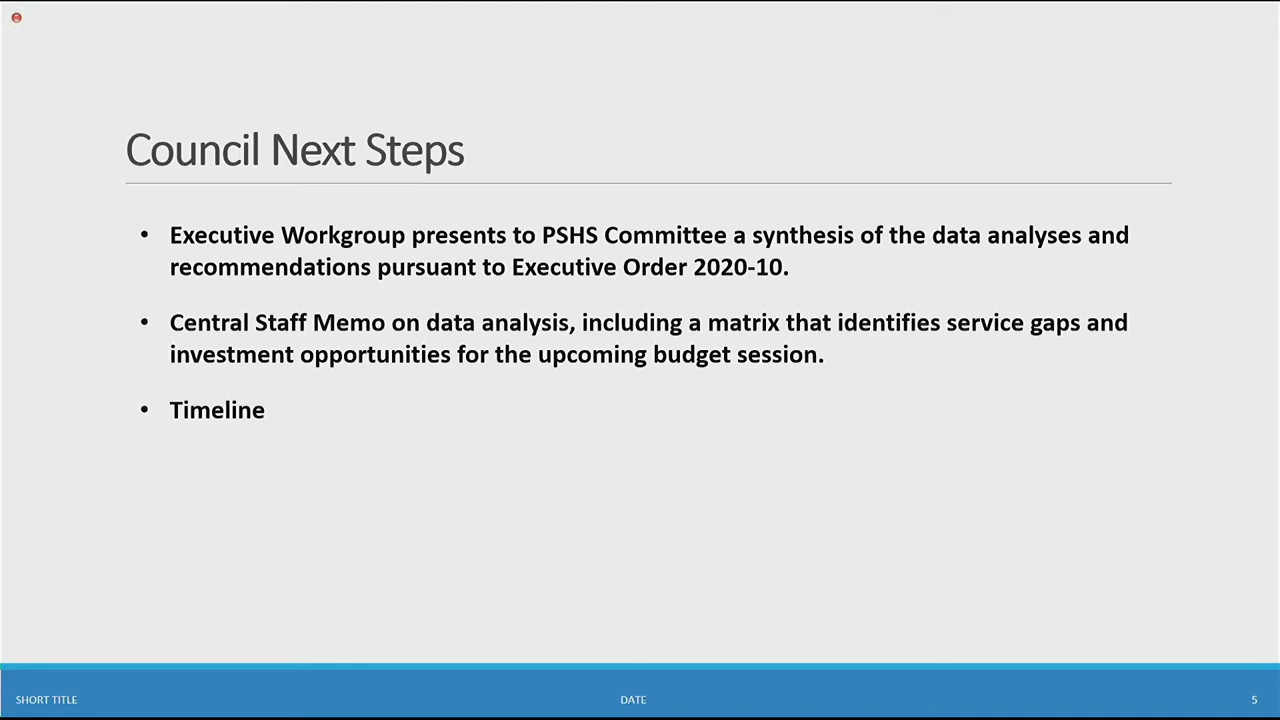 Council Next Steps
• Executive Workgroup presents to PSHS Committee a synthesis of the data analyses and
recommendations pursuant to Executive Order 2020-10.
• Central Staff Memo on data analysis, including a matrix that identifies service gaps and
investment opportunities for the upcoming budget session.
• Timeline
SHORT TITLE
DATE
5